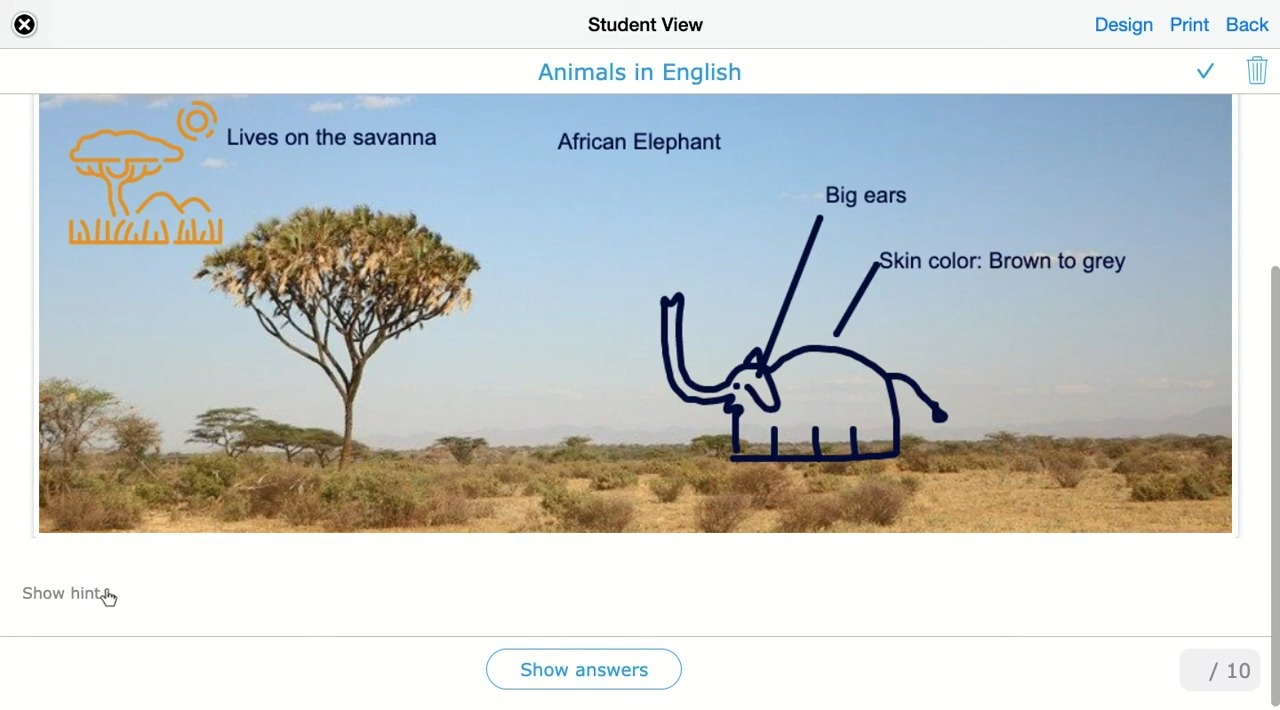 Student View
Design Print Back
Animals in English
Lives on the savanna
African Elephant
Big ears
Skin color: Brown to grey
Show hint
Show answers
/ 10